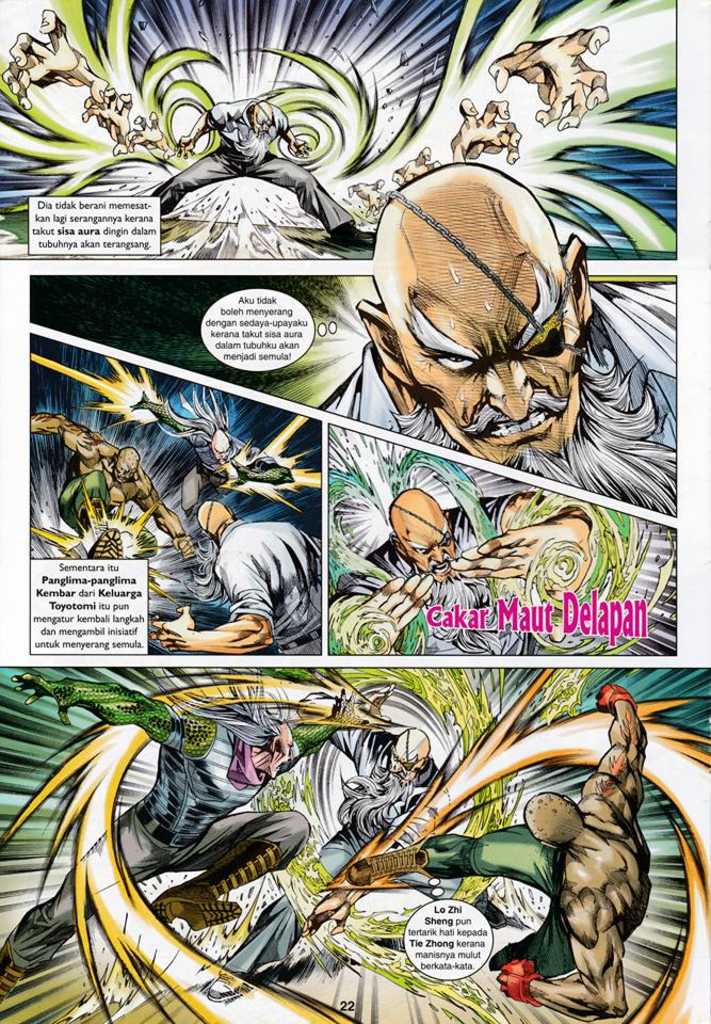 Dia tidak berani memesat-
kan lagi serangannya kerana
takut sisa aura dingin dalam
tubuhnya akan terangsang.
Aku tidak
boleh menyerang
dengan sedaya-upayaku
kerana takut sisa aura
dalam tubuhku akan
menjadi semula!
Sementara itu
Panglima-panglima
Kembar dari Keluarga
Toyotomi itu pun
mengatur kembali langkah
dan mengambil inisiatif
untuk menyerang semula.
Cakar Maut Delapan
Lo Zhi
Sheng pun
tertarik hati kepada
Tie Zhong kerana
manisnya mulut
berkata-kata.
22